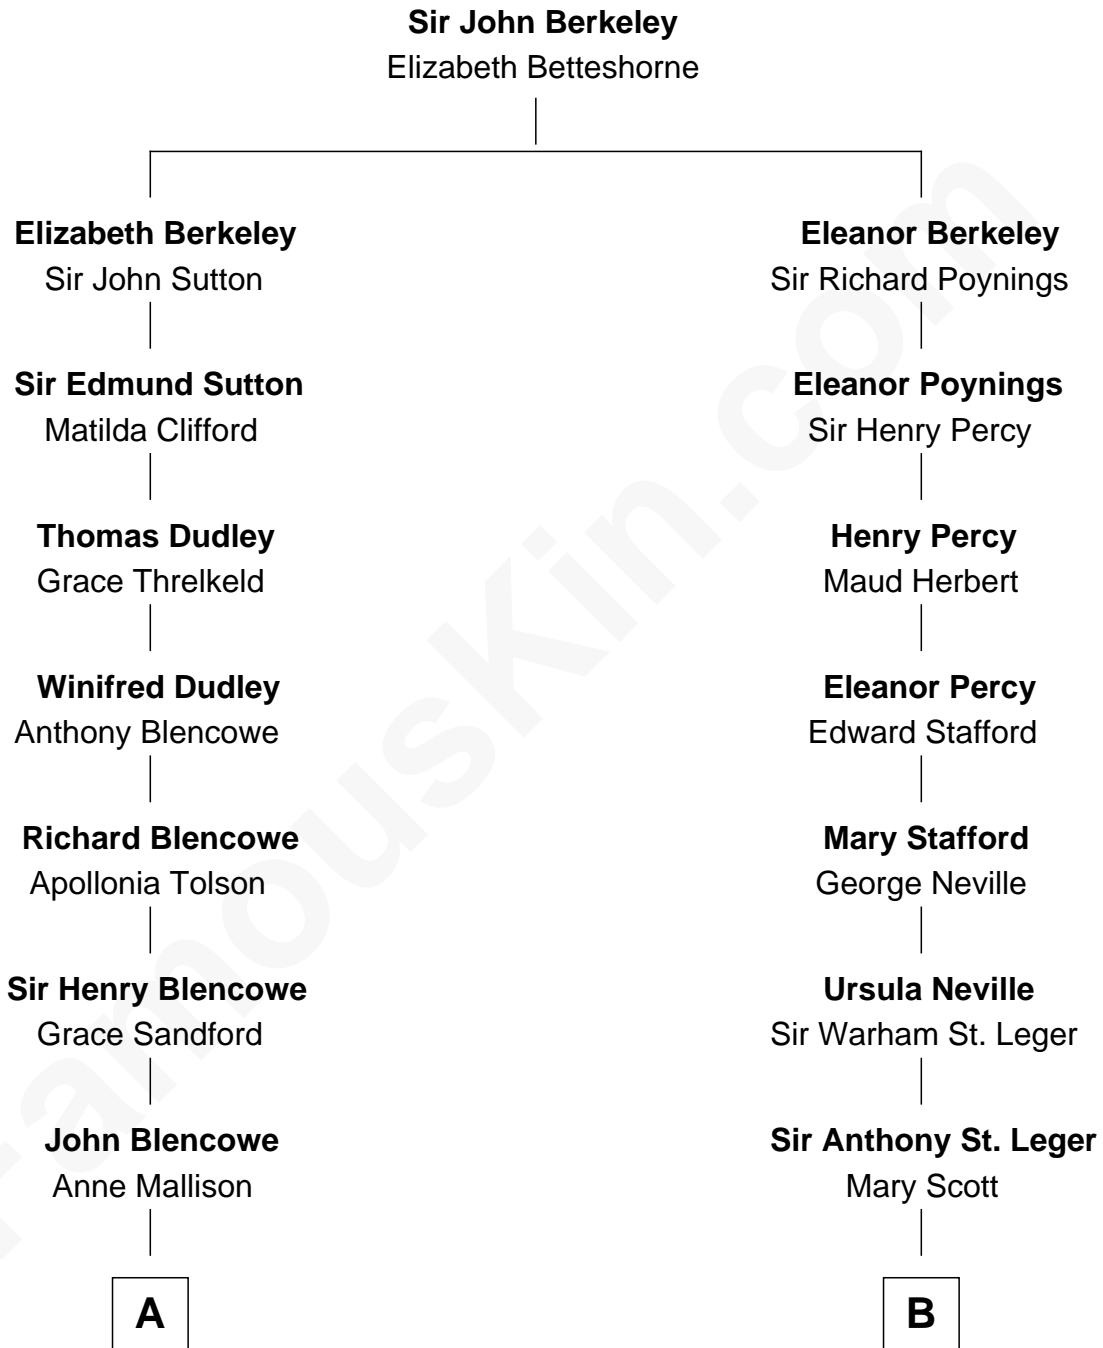 Sir John Berkeley
Elizabeth Betteshorne
Elizabeth Berkeley
Sir John Sutton
Eleanor Berkeley
Sir Richard Poynings
Sir Edmund Sutton
Matilda Clifford
Eleanor Poynings
Sir Henry Percy
Thomas Dudley
Grace Threlkeld
Henry Percy
Maud Herbert
Winifred Dudley
Anthony Blencowe
Eleanor Percy
Edward Stafford
Richard Blencowe
Apollonia Tolson
Mary Stafford
George Neville
Sir Henry Blencowe
Grace Sandford
Ursula Neville
Sir Warham St. Leger
John Blencowe
Anne Mallison
Sir Anthony St. Leger
Mary Scott
A
B
FamousKin.com